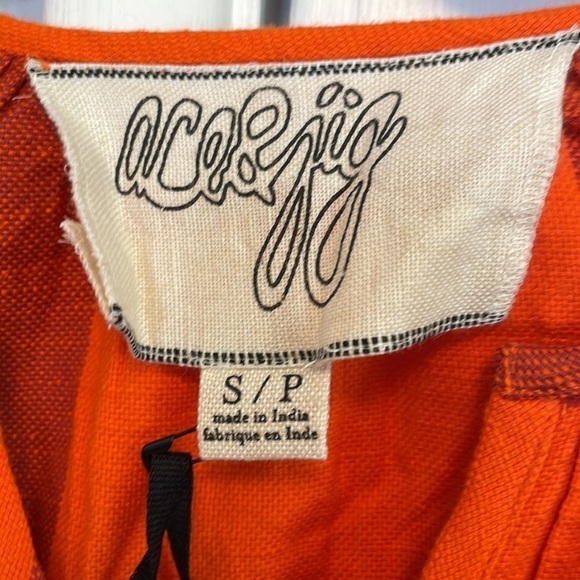 ace&jig
S / P
made in India
fabrique en Inde